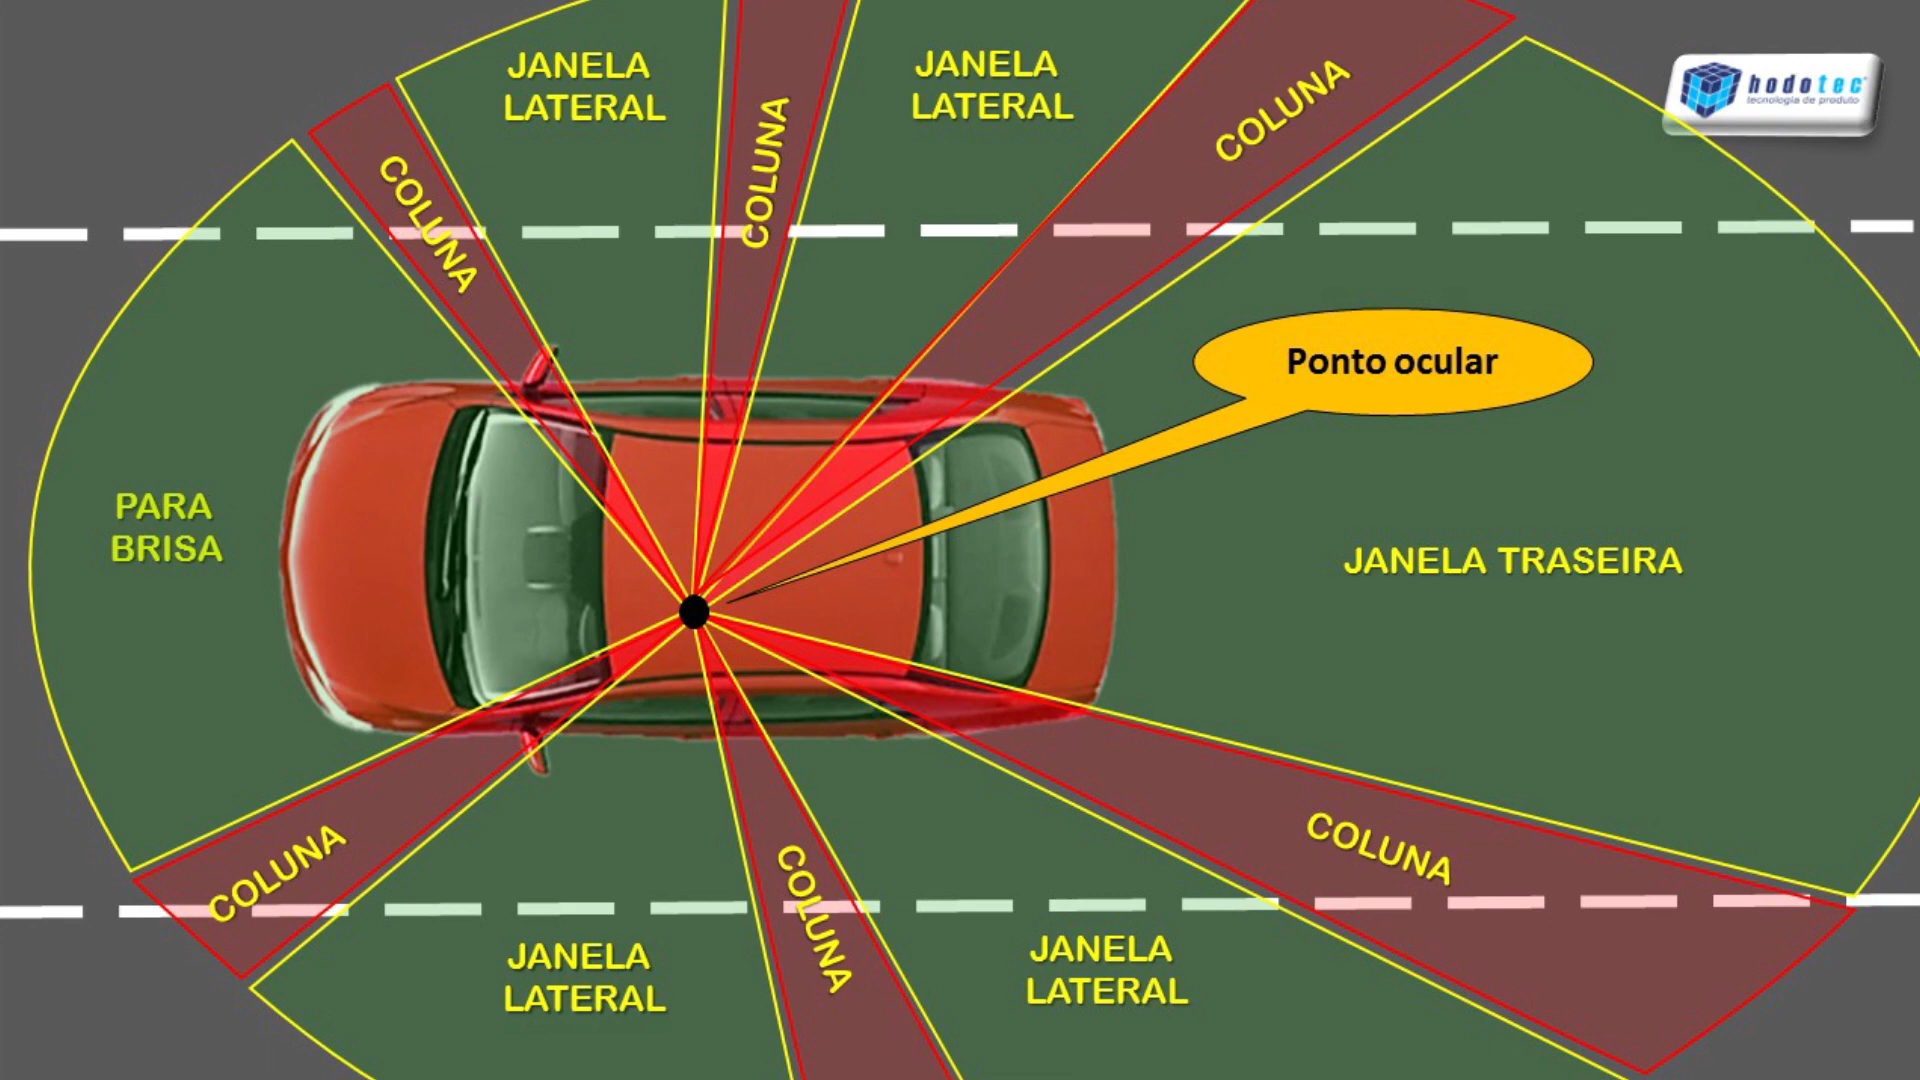 JANELA
LATERAL
JANELA
LATERAL
COLUNA
hodotec
tecnologia de produto
COLUNA
COLUNA
Ponto ocular
PARA
BRISA
JANELA TRASEIRA
COLUNA
COLUNA
COLUNA
JANELA
LATERAL
JANELA
LATERAL